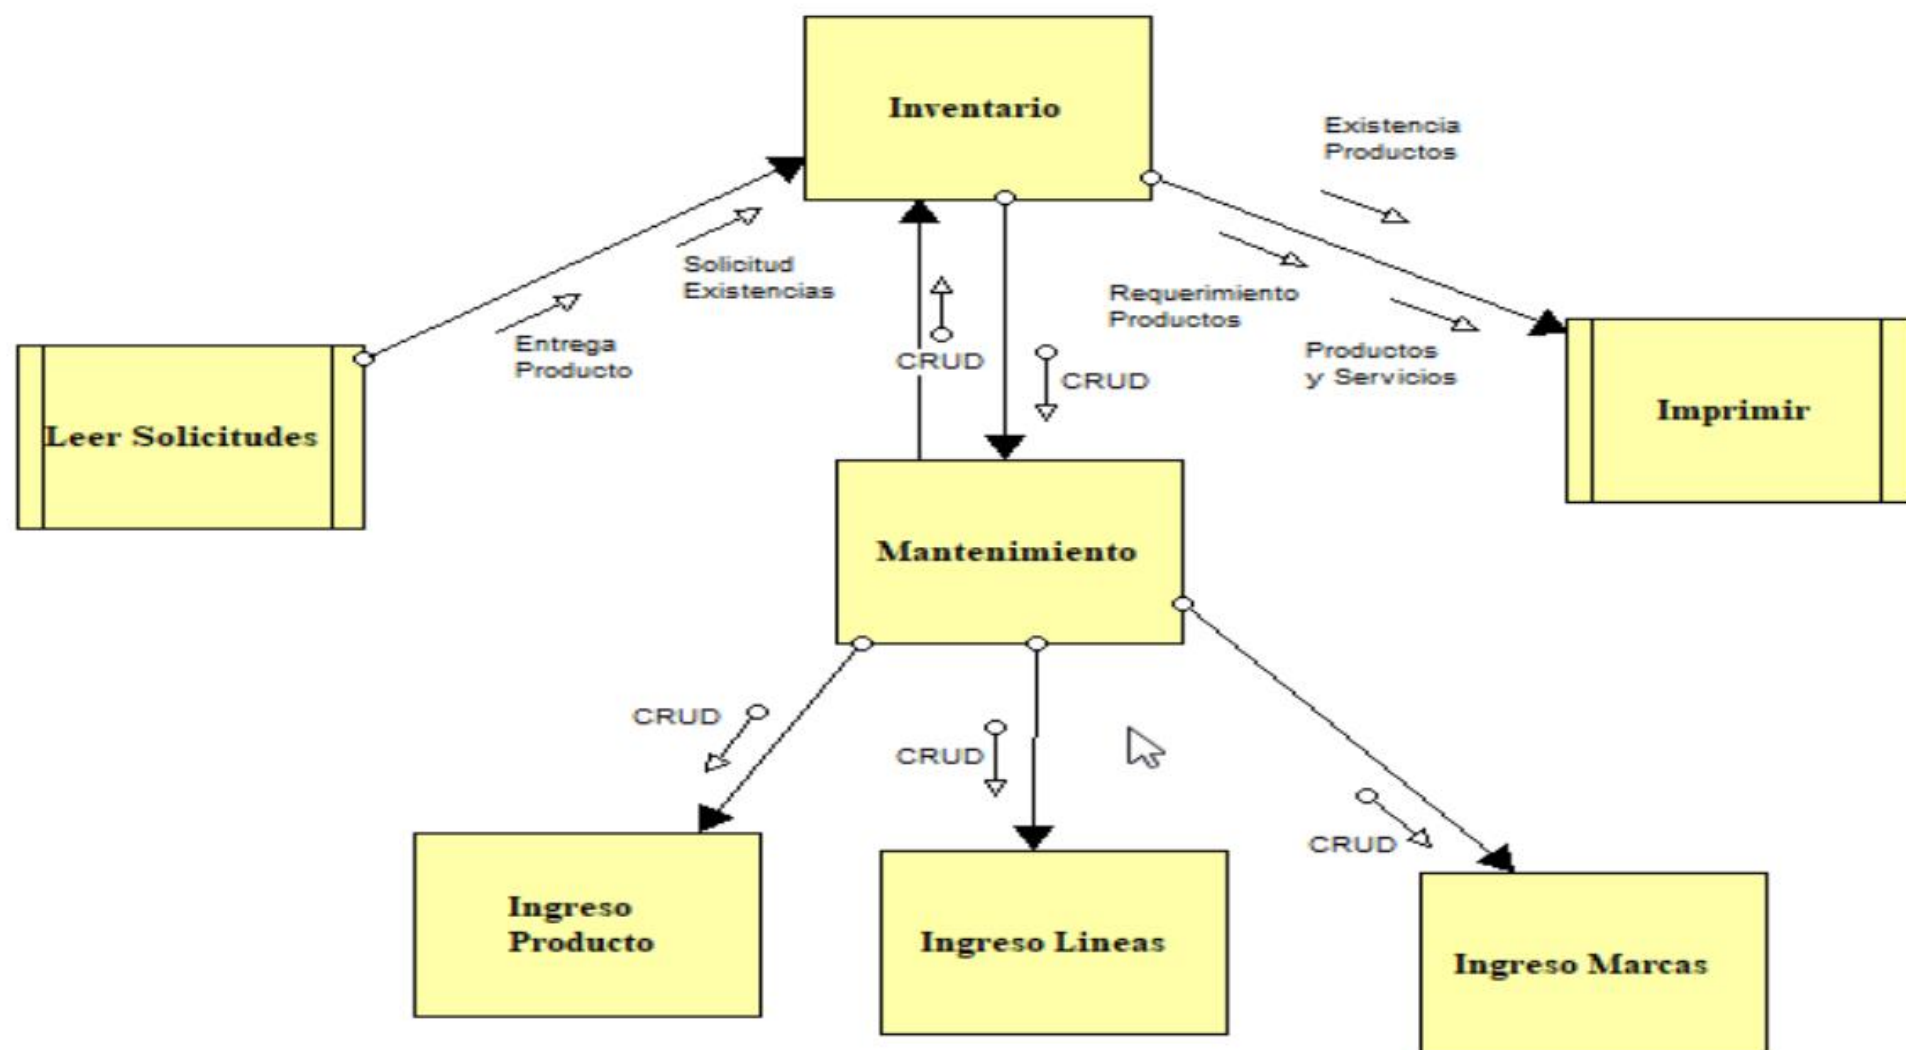 Inventario
Existencia
Productos
Solicitud
Existencias
Requerimiento
Productos
Entrega
Producto
CRUD
CRUD
Productos
y Servicios
Leer Solicitudes
Imprimir
Mantenimiento
CRUD
CRUD
CRUD
Ingreso
Producto
Ingreso Lineas
Ingreso Marcas